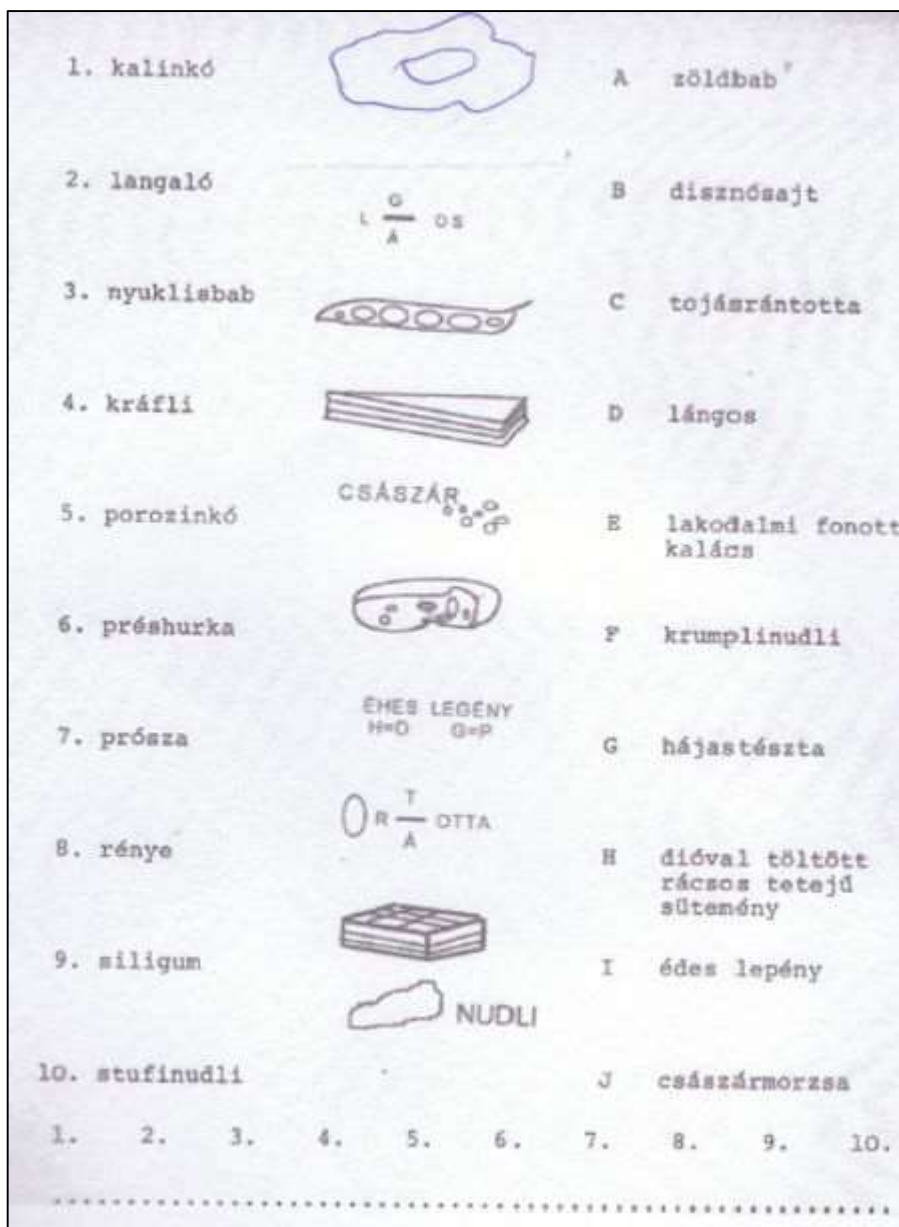 1. kalinkó
A zöldbab
2. langaló
B disznósajt
G
L — OS
A
3. nyuklisbab
C tojásrántotta
4. kráfli
D lángos
CSÁSZÁR
5. porozinkó
E lakodalmi fonott
kalács
6. préshurka
F krumplinudli
ÉHES LEGÉNY
H=D G=P
7. prósza
G hájastészta
T
R — OTTA
A
8. rénye
H dióval töltött
rácsos tetejű
sütemény
9. siligum
I édes lepény
NUDLI
10. stufinudli
J császármorzsa
1. 2. 3. 4. 5. 6. 7. 8. 9. 10.